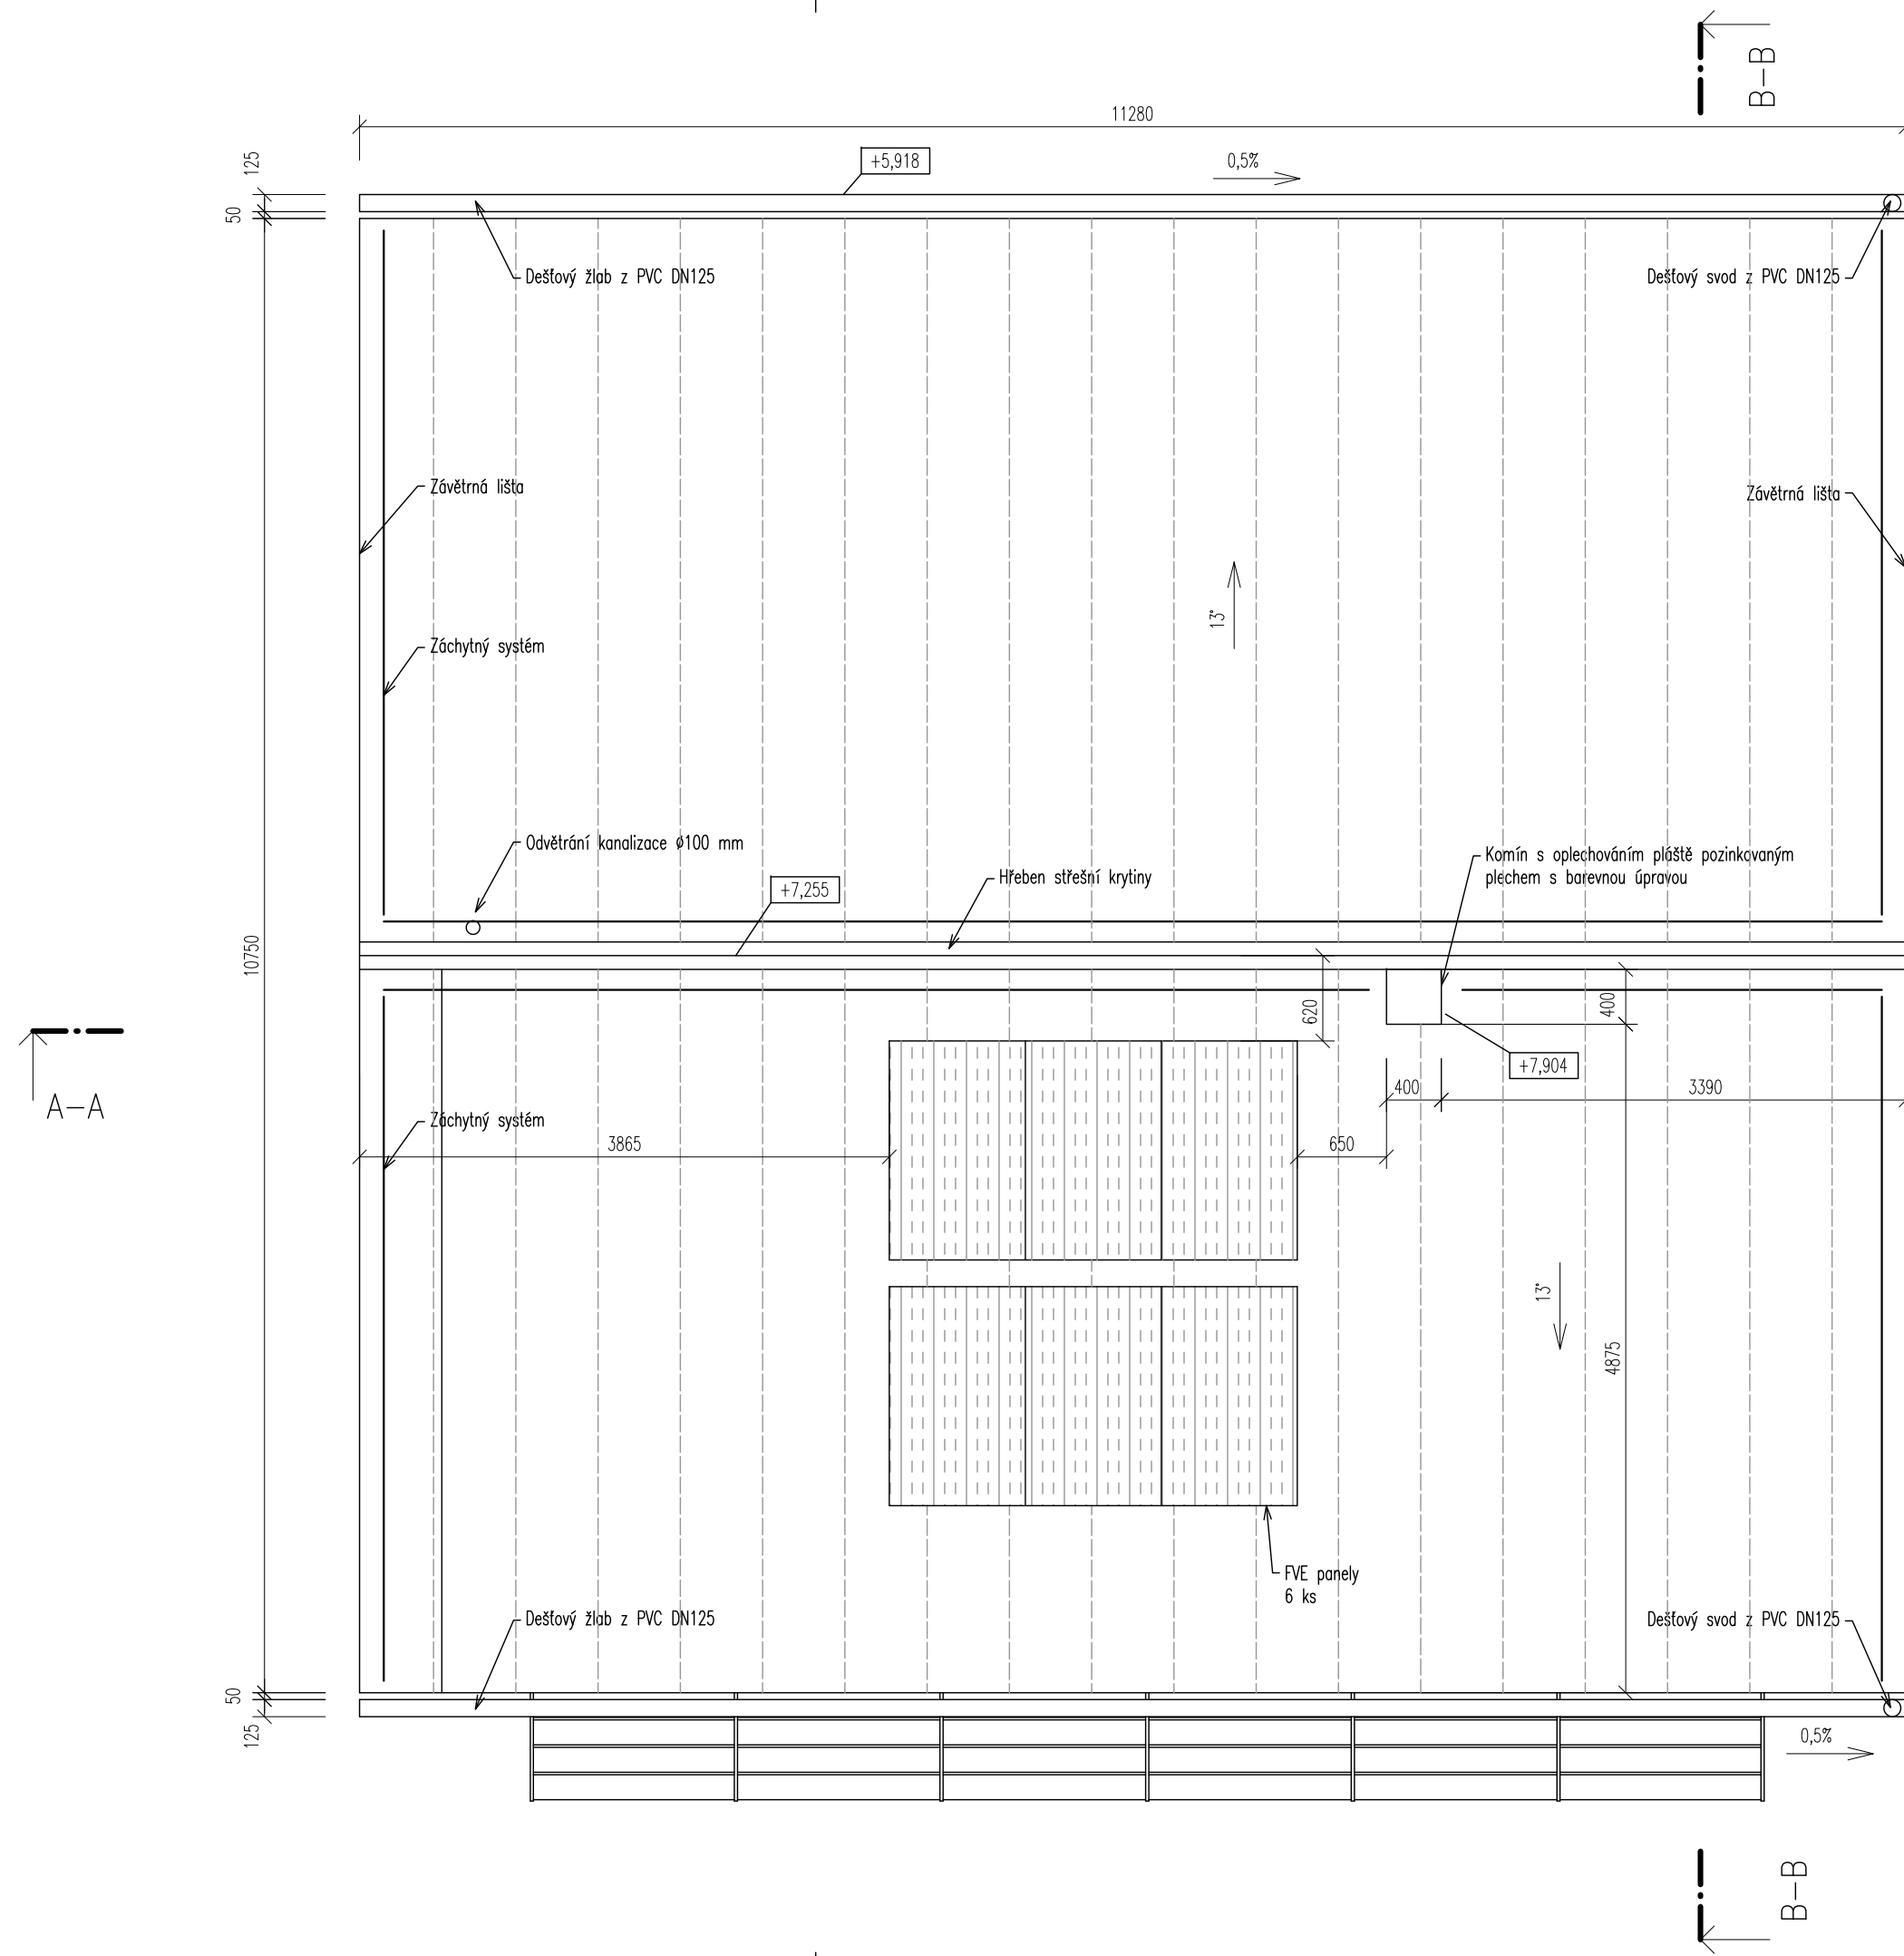 B-B
11280
125
+5,918
0,5%
50
Dešťový žlab z PVC DN125
Dešťový svod z PVC DN125
Závětrná lišta
Závětrná lišta
13°
Záchytný systém
Odvětrání kanalizace ø100 mm
Komín s oplechováním pláště pozinkovaným
plechem s barevnou úpravou
Hřeben střešní krytiny
+7,255
10750
620
400
+7,904
400
3390
A-A
Záchytný systém
3865
650
13°
4875
FVE panely
6 ks
Dešťový žlab z PVC DN125
Dešťový svod z PVC DN125
50
125
0,5%
B-B